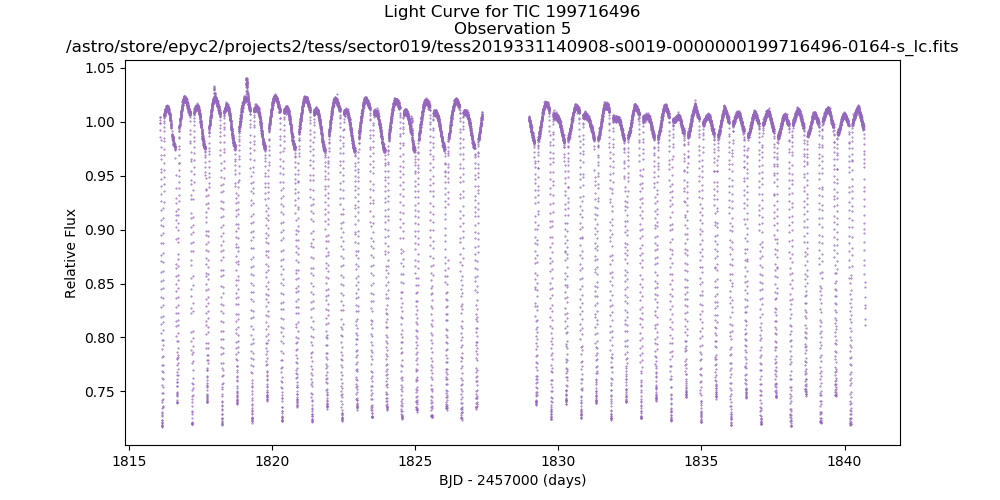 Light Curve for TIC 199716496
Observation 5
/astro/store/epyc2/projects2/tess/sector019/tess2019331140908-s0019-0000000199716496-0164-s_lc.fits
1.05
1.00
0.95
0.90
0.85
0.80
0.75
Relative Flux
1815
1820
1825
1830
1835
1840
BJD - 2457000 (days)